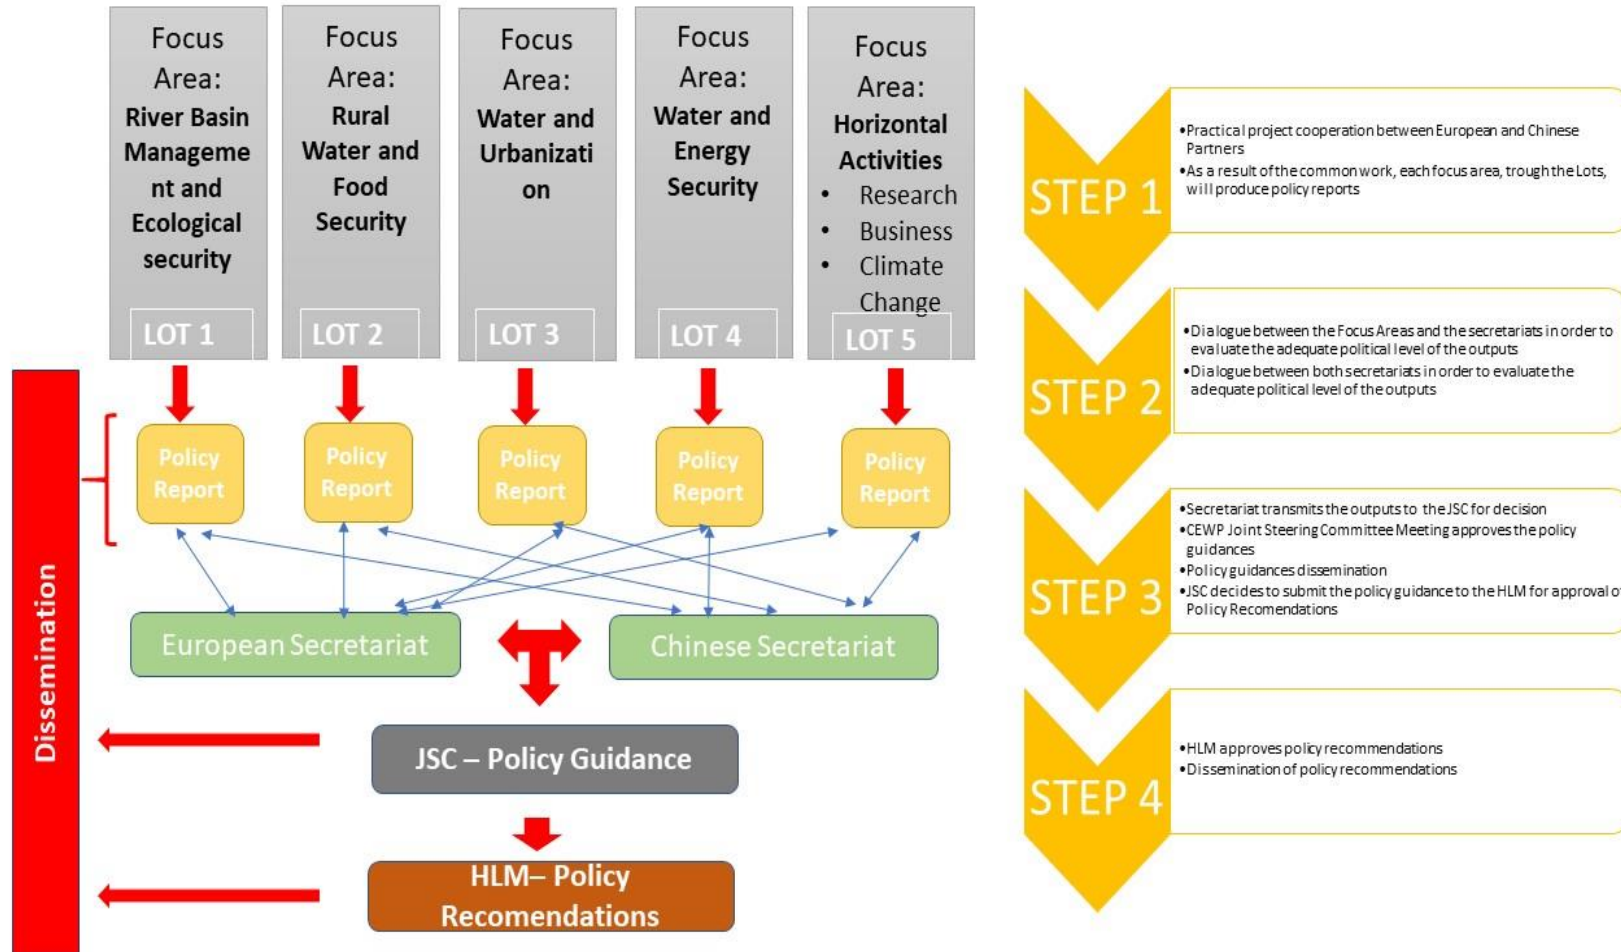 Focus
Area:
River Basin
Manageme
nt and
Ecological
security
LOT 1
Focus
Area:
Rural
Water and
Food
Security
LOT 2
Focus
Area:
Water and
Urbanizati
on
LOT 3
Focus
Area:
Water and
Energy
Security
LOT 4
Focus
Area:
Horizontal
Activities
• Research
• Business
• Climate
Change
LOT 5
Dissemination
Policy
Report
Policy
Report
Policy
Report
Policy
Report
Policy
Report
European Secretariat
Chinese Secretariat
JSC – Policy Guidance
HLM– Policy
Recomendations
STEP 1
•Practical project cooperation between European and Chinese
Partners
•As a result of the common work, each focus area, trough the Lots,
will produce policy reports
STEP 2
•Dialogue between the Focus Areas and the secretariats in order to
evaluate the adequate political level of the outputs
•Dialogue between both secretariats in order to evaluate the
adequate political level of the outputs
STEP 3
•Secretariat transmits the outputs to the JSC for decision
•CEWP Joint Steering Committee Meeting approves the policy
guidances
•Policy guidances dissemination
•JSC decides to submit the policy guidance to the HLM for approval of
Policy Recomendations
STEP 4
•HLM approves policy recommendations
•Dissemination of policy recommendations